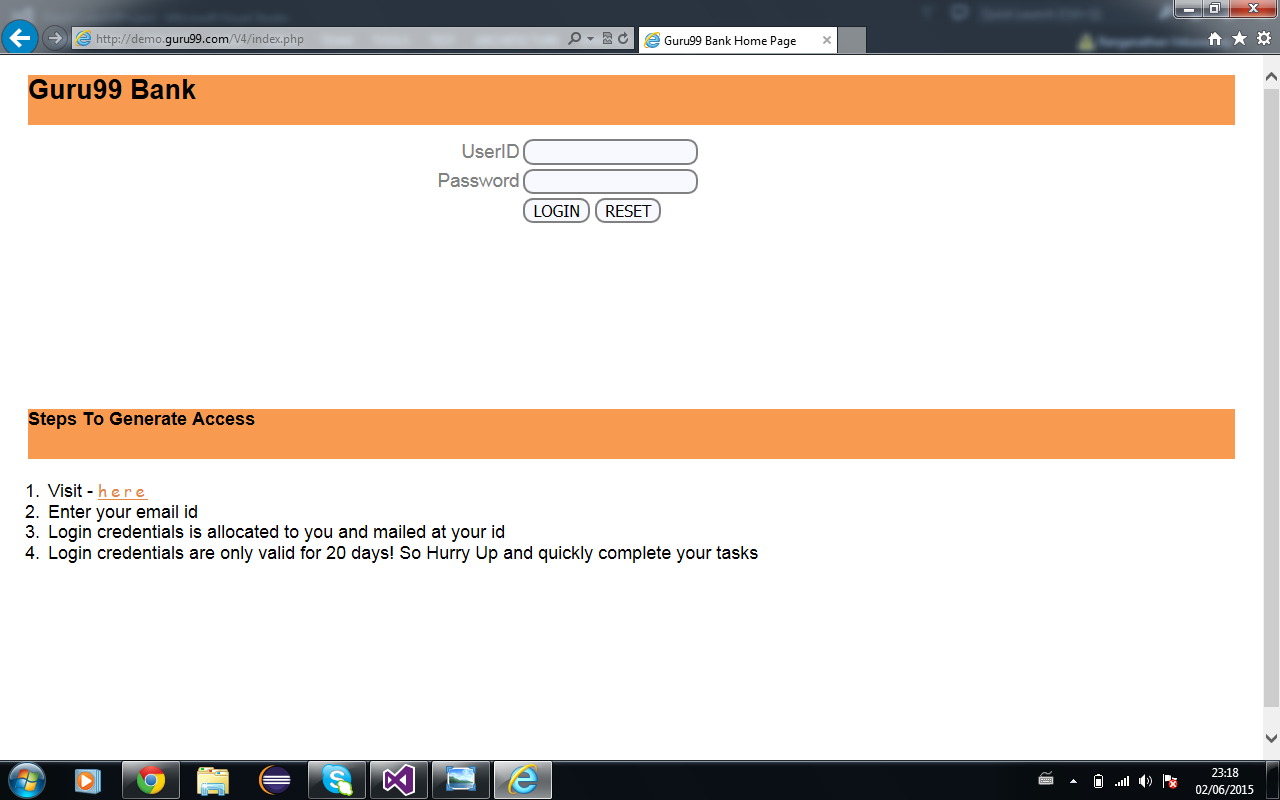 http://demo.guru99.com/V4/index.php
Guru99 Bank Home Page
Guru99 Bank
UserID
Password
LOGIN RESET
Steps To Generate Access
1. Visit - here
2. Enter your email id
3. Login credentials is allocated to you and mailed at your id
4. Login credentials are only valid for 20 days! So Hurry Up and quickly complete your tasks
23:18
02/06/2015